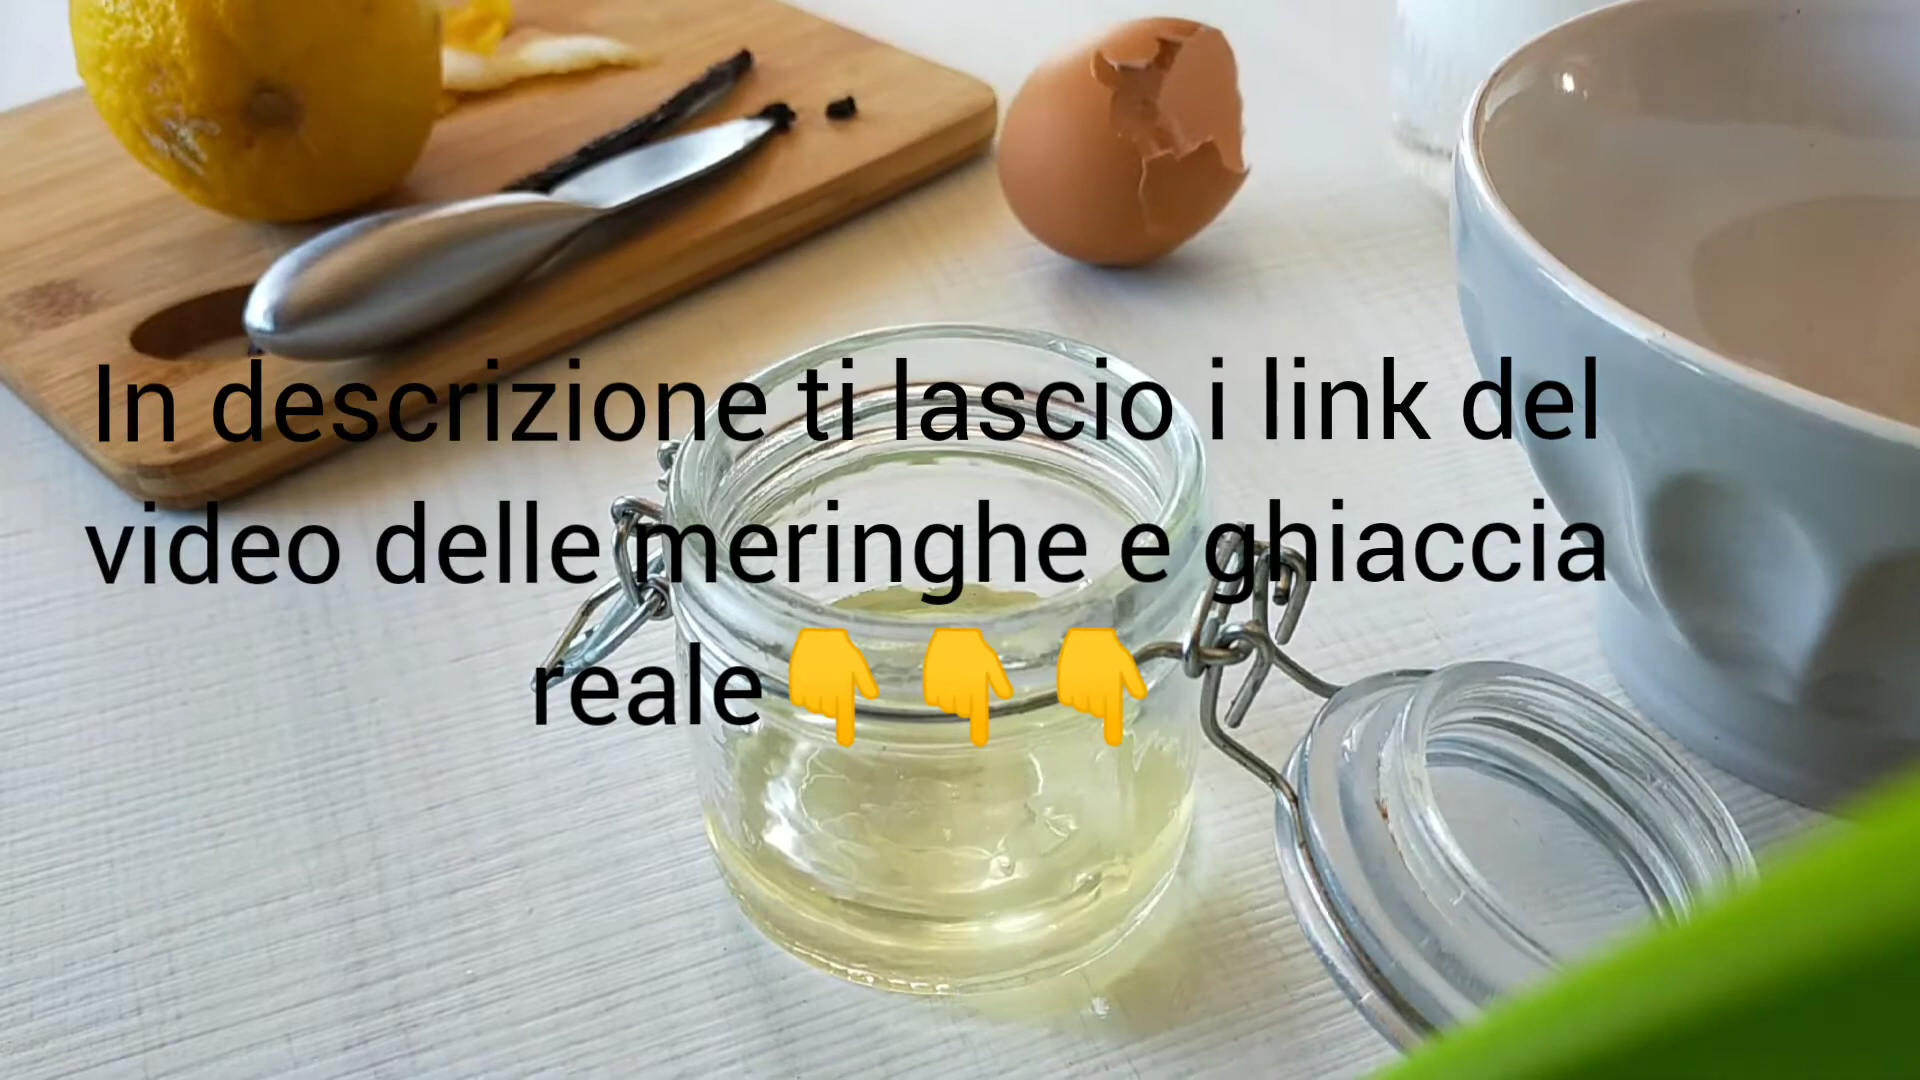 In descrizione ti lascio i link del
video delle meringhe e ghiaccia
reale👇👇👇